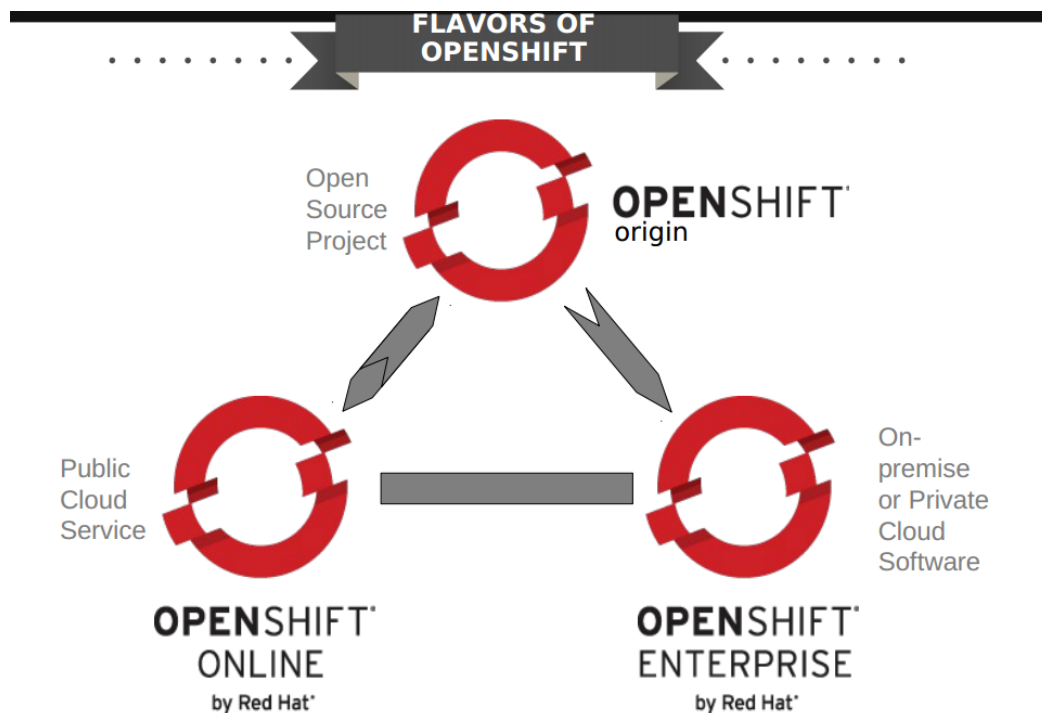 FLAVORS OF
OPENSHIFT
Open
Source
Project
OPENSHIFT
origin
Public
Cloud
Service
On-
premise
or Private
Cloud
Software
OPENSHIFT
ONLINE
by Red Hat
OPENSHIFT
ENTERPRISE
by Red Hat